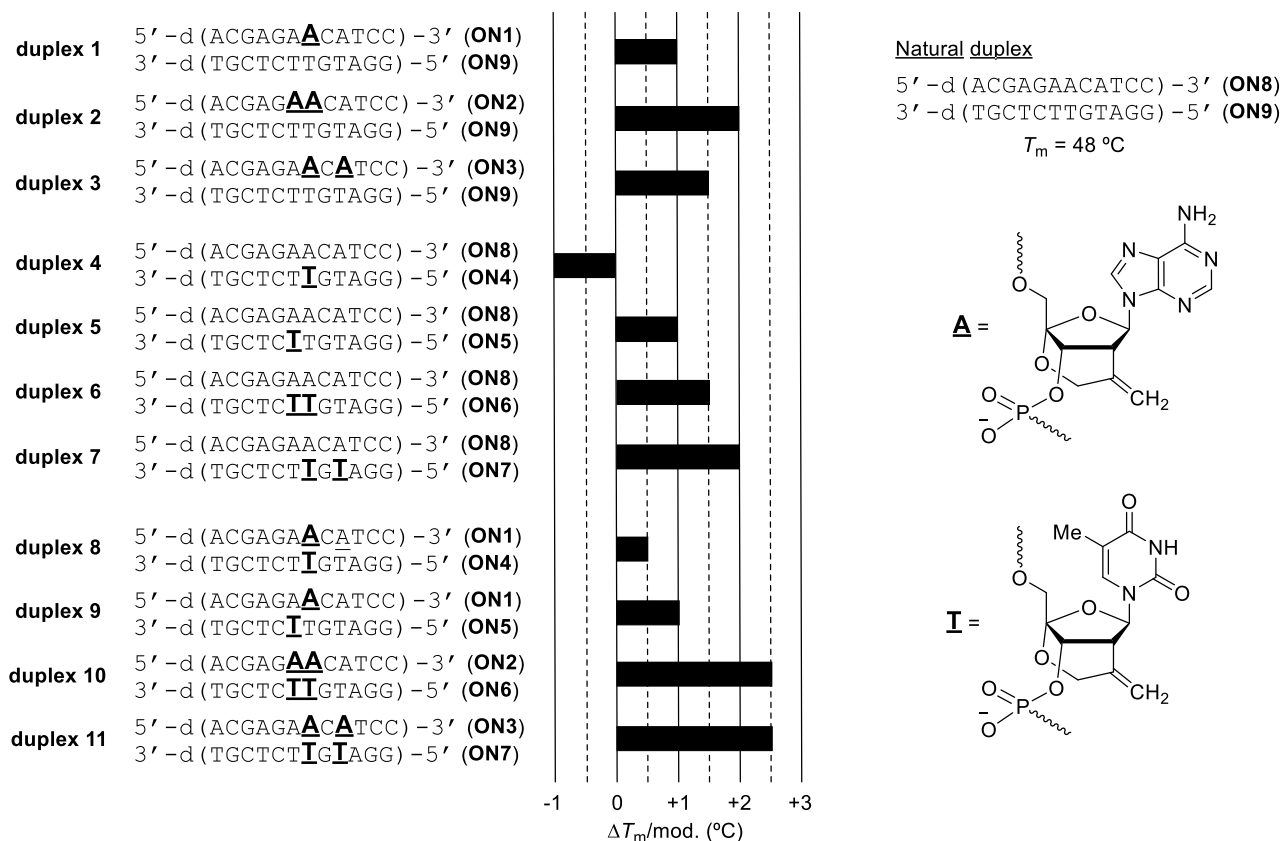 duplex 1
5′-d(ACGAGAACATCC)-3′ (ON1)
3′-d(TGCTCTTGTAGG)-5′ (ON9)
duplex 2
5′-d(ACGAGAACATCC)-3′ (ON2)
3′-d(TGCTCTTGTAGG)-5′ (ON9)
duplex 3
5′-d(ACGAGAACATCC)-3′ (ON3)
3′-d(TGCTCTTGTAGG)-5′ (ON9)
duplex 4
5′-d(ACGAGAACATCC)-3′ (ON8)
3′-d(TGCTCTTGTAGG)-5′ (ON4)
duplex 5
5′-d(ACGAGAACATCC)-3′ (ON8)
3′-d(TGCTCTTGTAGG)-5′ (ON5)
duplex 6
5′-d(ACGAGAACATCC)-3′ (ON8)
3′-d(TGCTCTTGTAGG)-5′ (ON6)
duplex 7
5′-d(ACGAGAACATCC)-3′ (ON8)
3′-d(TGCTCTTGTAGG)-5′ (ON7)
duplex 8
5′-d(ACGAGAACATCC)-3′ (ON1)
3′-d(TGCTCTTGTAGG)-5′ (ON4)
duplex 9
5′-d(ACGAGAACATCC)-3′ (ON1)
3′-d(TGCTCTTGTAGG)-5′ (ON5)
duplex 10
5′-d(ACGAGAACATCC)-3′ (ON2)
3′-d(TGCTCTTGTAGG)-5′ (ON6)
duplex 11
5′-d(ACGAGAACATCC)-3′ (ON3)
3′-d(TGCTCTTGTAGG)-5′ (ON7)
-1 0 +1 +2 +3
ΔTm/mod. (ºC)
Natural duplex
5′-d(ACGAGAACATCC)-3′ (ON8)
3′-d(TGCTCTTGTAGG)-5′ (ON9)
Tm = 48 ºC
A =
NH2
N
N
N
N
O
O
O
O
O
P
−
O
CH2
T =
O
Me
NH
N
O
O
O
O
O
O
P
−
O
CH2